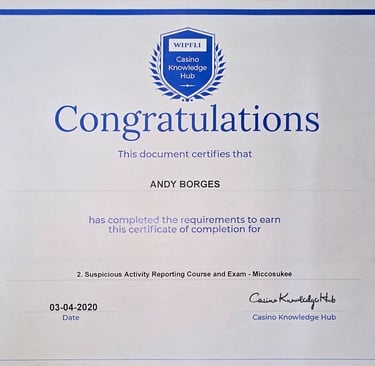 WIPFLI
Casino
Knowledge
Hub
Congratulations
This document certifies that
ANDY BORGES
has completed the requirements to earn
this certificate of completion for
2. Suspicious Activity Reporting Course and Exam - Miccosukee
03-04-2020
Casino Knowledge Hub
Date
Casino Knowledge Hub